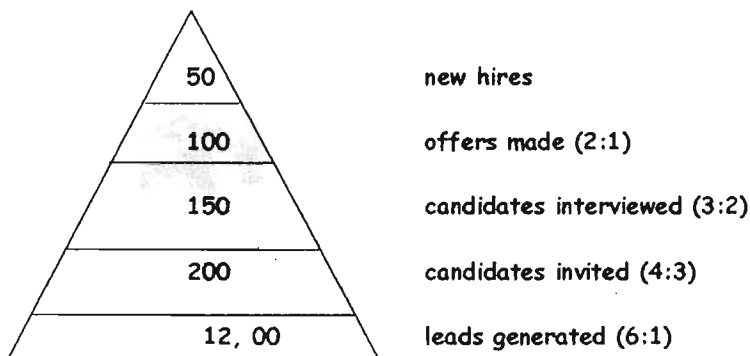 50 new hires
100 offers made (2:1)
150 candidates interviewed (3:2)
200 candidates invited (4:3)
12, 00 leads generated (6:1)